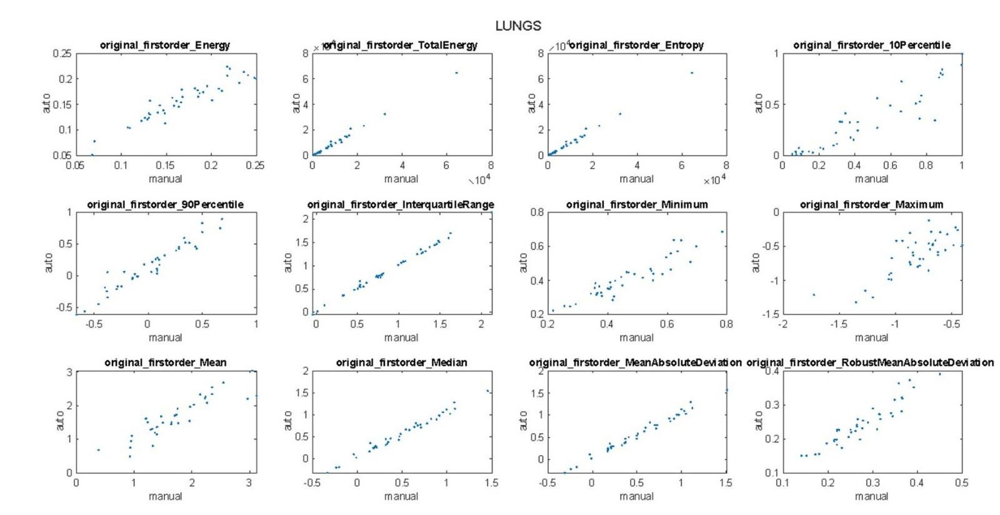 LUNGS
original_firstorder_Energy
0.25
0.2
0.15
0.1
0.05
auto
0.05 0.1 0.15 0.2 0.25
manual
original_firstorder_TotalEnergy
8
6
4
2
0
auto
0 2 4 6 8
manual
×10⁴
original_firstorder_Entropy
×10⁴
8
6
4
2
0
auto
0 2 4 6 8
manual
×10⁴
original_firstorder_10Percentile
1
0.5
0
auto
0 0.2 0.4 0.6 0.8 1
manual
original_firstorder_90Percentile
1
0.5
0
-0.5
auto
-0.5 0 0.5 1
manual
original_firstorder_InterquartileRange
2
1.5
1
0.5
0
auto
0 0.5 1 1.5 2
manual
original_firstorder_Minimum
0.8
0.6
0.4
0.2
auto
0.2 0.4 0.6 0.8
manual
original_firstorder_Maximum
0
-0.5
-1
-1.5
auto
-2 -1.5 -1 -0.5
manual
original_firstorder_Mean
3
2
1
0
auto
0 1 2 3
manual
original_firstorder_Median
2
1.5
1
0.5
0
auto
-0.5 0 0.5 1 1.5
manual
original_firstorder_MeanAbsoluteDeviation
2
1.5
1
0.5
0
auto
-0.5 0 0.5 1 1.5
manual
original_firstorder_RobustMeanAbsoluteDeviation
0.4
0.3
0.2
0.1
auto
0.1 0.2 0.3 0.4 0.5
manual